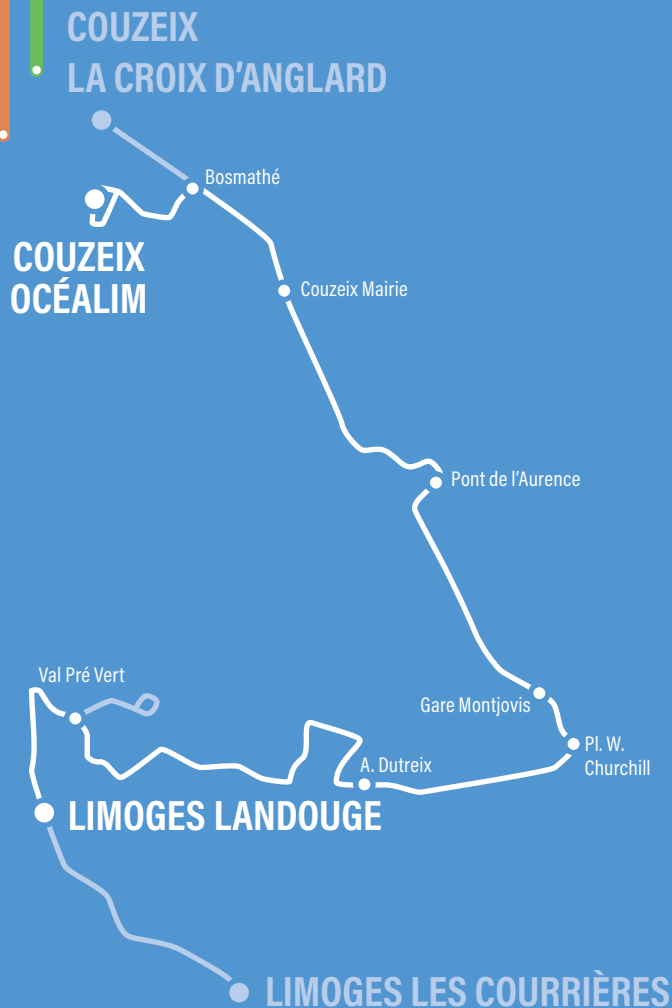 COUZEIX
LA CROIX D'ANGLARD
Bosmathé
COUZEIX
OCÉALIM
Couzeix Mairie
Pont de l'Aurence
Val Pré Vert
Gare Montjovis
Pl. W.
Churchill
A. Dutreix
LIMOGES LANDOUGE
LIMOGES LES COURRIÈRES